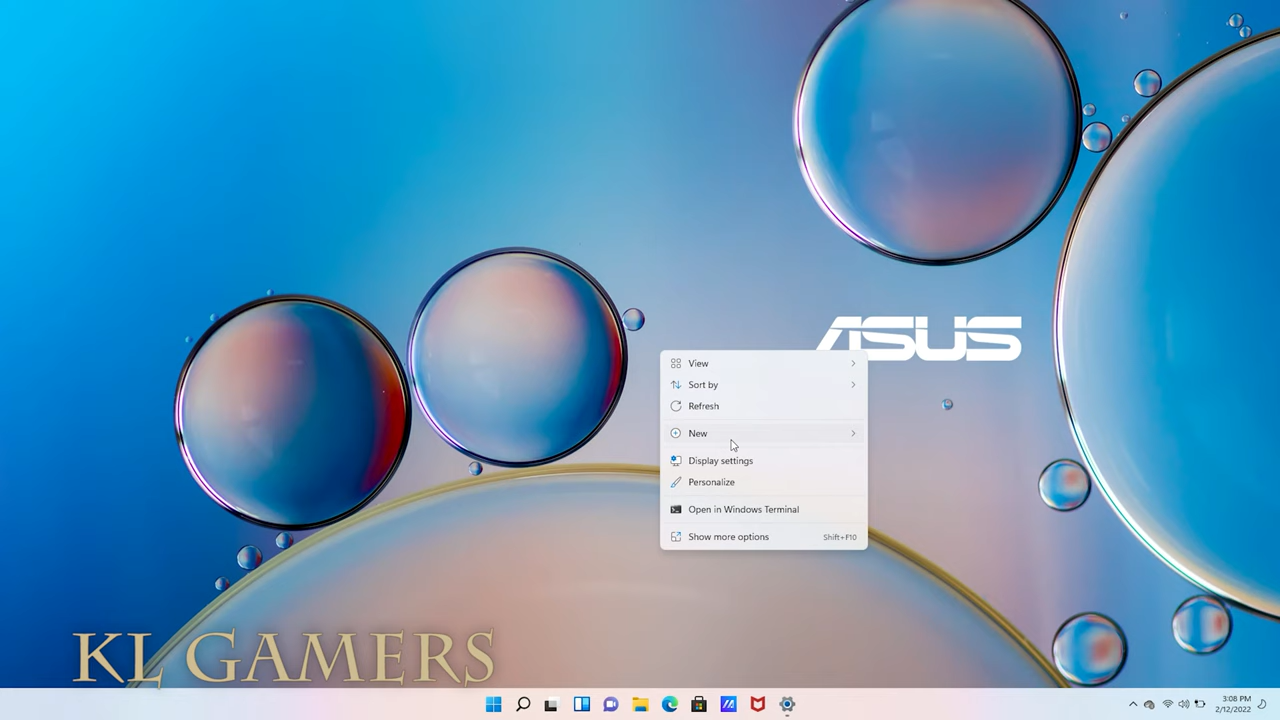 ASUS
View
Sort by
Refresh
New
Display settings
Personalize
Open in Windows Terminal
Show more options Shift+F10
KL GAMERS
3:08 PM
2/12/2022